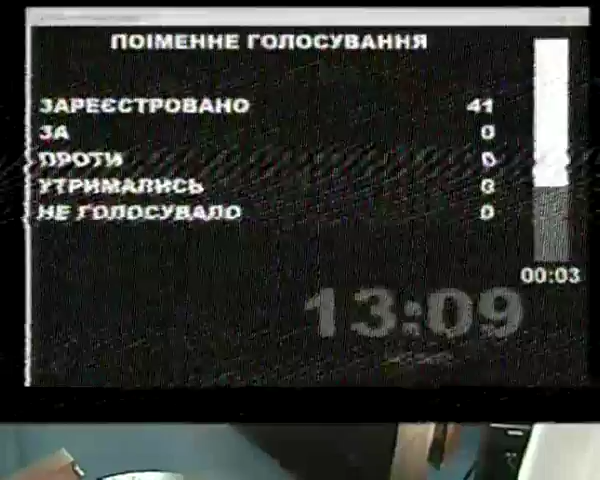 ПОІМЕННЕ ГОЛОСУВАННЯ
ЗАРЕЄСТРОВАНО 41
ЗА 0
ПРОТИ 0
УТРИМАЛИСЬ 0
НЕ ГОЛОСУВАЛО 0
00:03
13:09